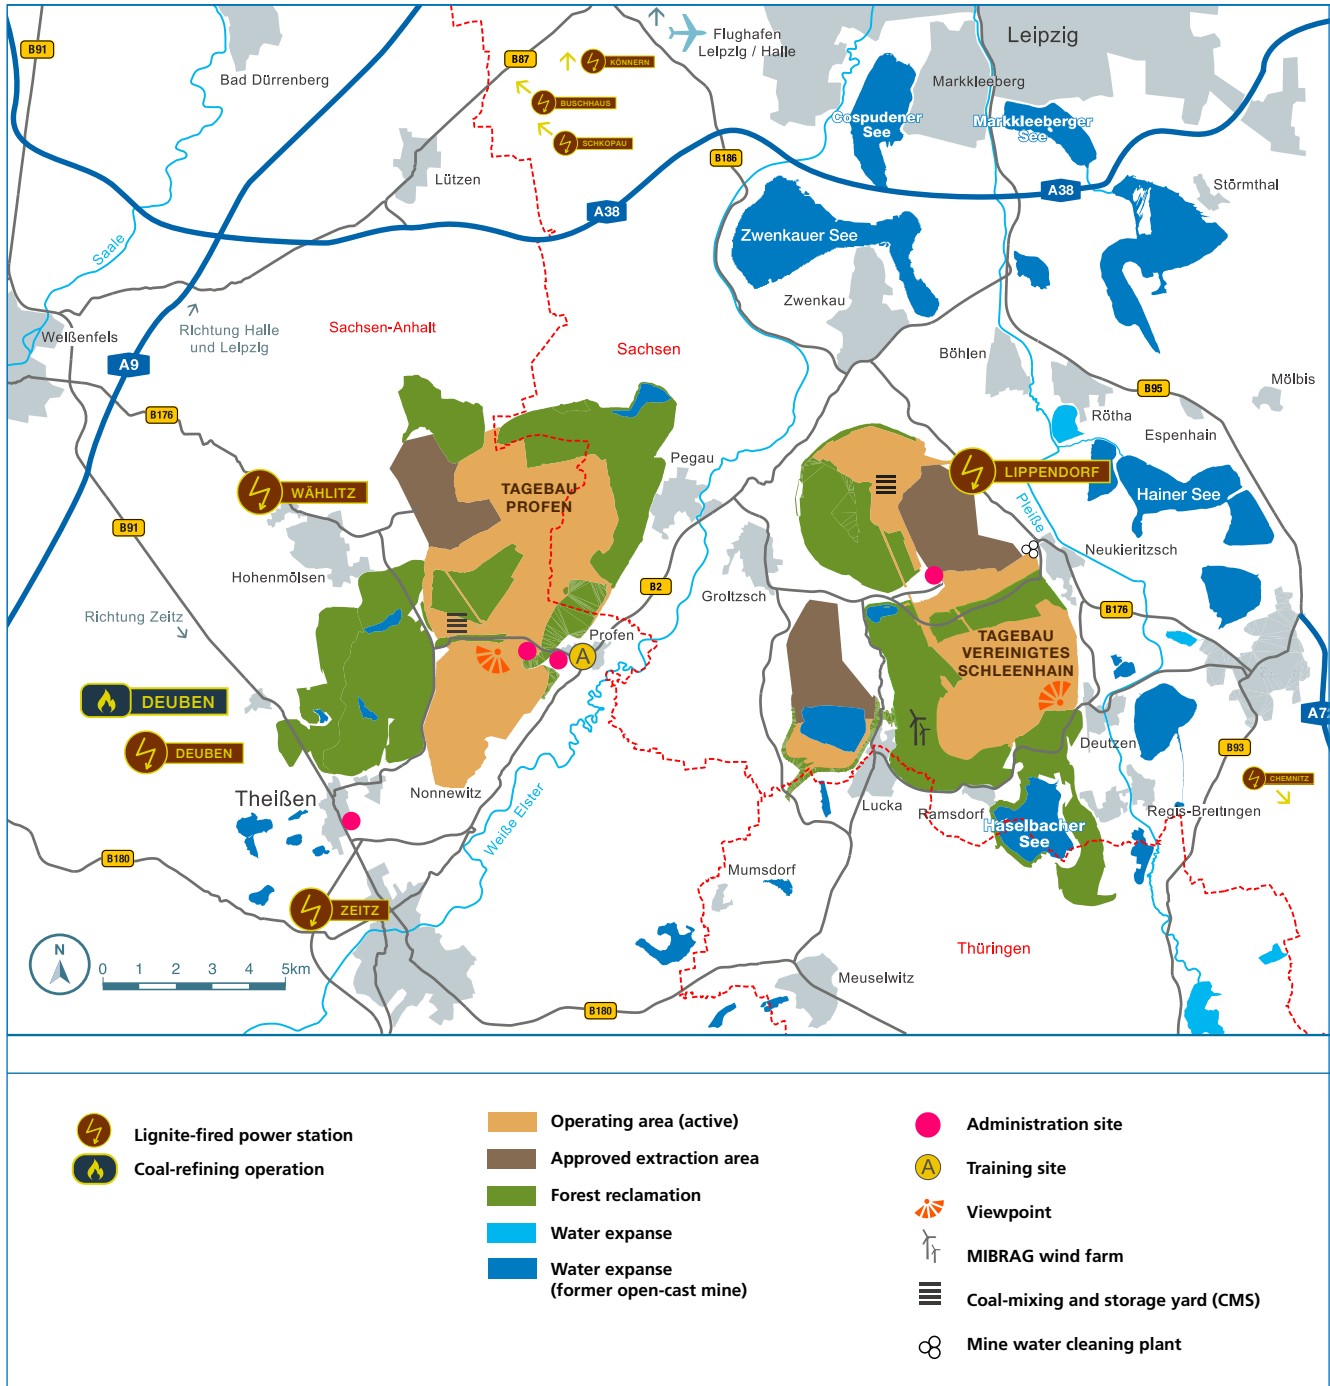 B91
Bad Dürrenberg
B87
KÖNNERN
BUSCHHAUS
SCHKOPAU
Flughafen
Leipzig / Halle
Leipzig
Markkleeberg
Cospudener
See
Markkleeberger
See
B186
A38
A38
Störmthal
Lützen
Saale
Zwenkauer See
Zwenkau
Weißenfels
Richtung Halle
und Leipzig
Sachsen-Anhalt
Sachsen
A9
Böhlen
B95
Mölbis
Rötha
Espenhain
B176
Pegau
WÄHLITZ
TAGEBAU
PROFEN
LIPPENDORF
Hainer See
Pleiße
B91
Neukieritzsch
Hohenmölsen
B2
Groitzsch
B176
Richtung Zeitz
Profen
A
TAGEBAU
VEREINIGTES
SCHLEENHAIN
DEUBEN
DEUBEN
A72
Deutzen
B93
CHEMNITZ
Theißen
Nonnewitz
Weiße Elster
Lucka
Ramsdorf
Regis-Breitingen
Haselbacher
See
B180
Mumsdorf
ZEITZ
Thüringen
N
0 1 2 3 4 5km
Meuselwitz
B180
Lignite-fired power station
Coal-refining operation
Operating area (active)
Approved extraction area
Forest reclamation
Water expanse
Water expanse
(former open-cast mine)
Administration site
A
Training site
Viewpoint
MIBRAG wind farm
Coal-mixing and storage yard (CMS)
Mine water cleaning plant